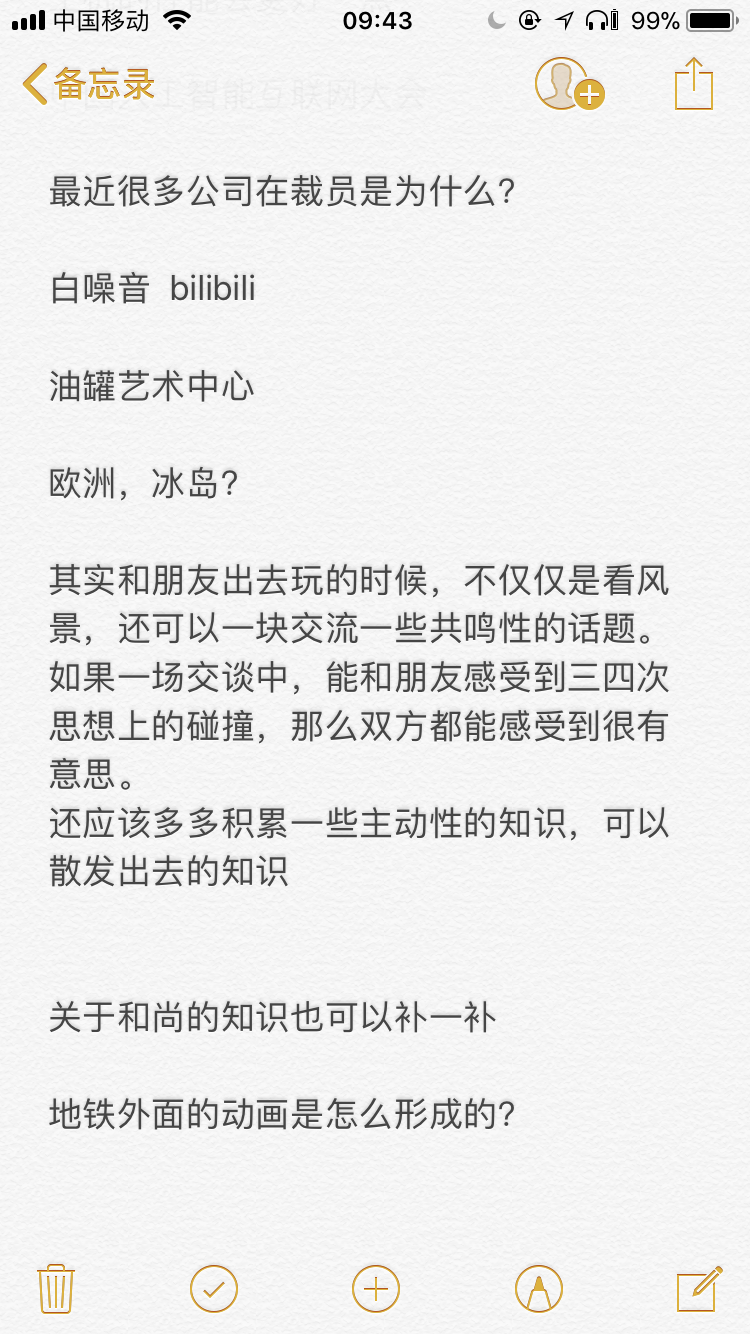 中国移动 09:43 99%
备忘录
最近很多公司在裁员是为什么？
白噪音 bilibili
油罐艺术中心
欧洲，冰岛？
其实和朋友出去玩的时候，不仅仅是看风
景，还可以一块交流一些共鸣性的话题。
如果一场交谈中，能和朋友感受到三四次
思想上的碰撞，那么双方都能感受到很有
意思。
还应该多多积累一些主动性的知识，可以
散发出去的知识
关于和尚的知识也可以补一补
地铁外面的动画是怎么形成的？